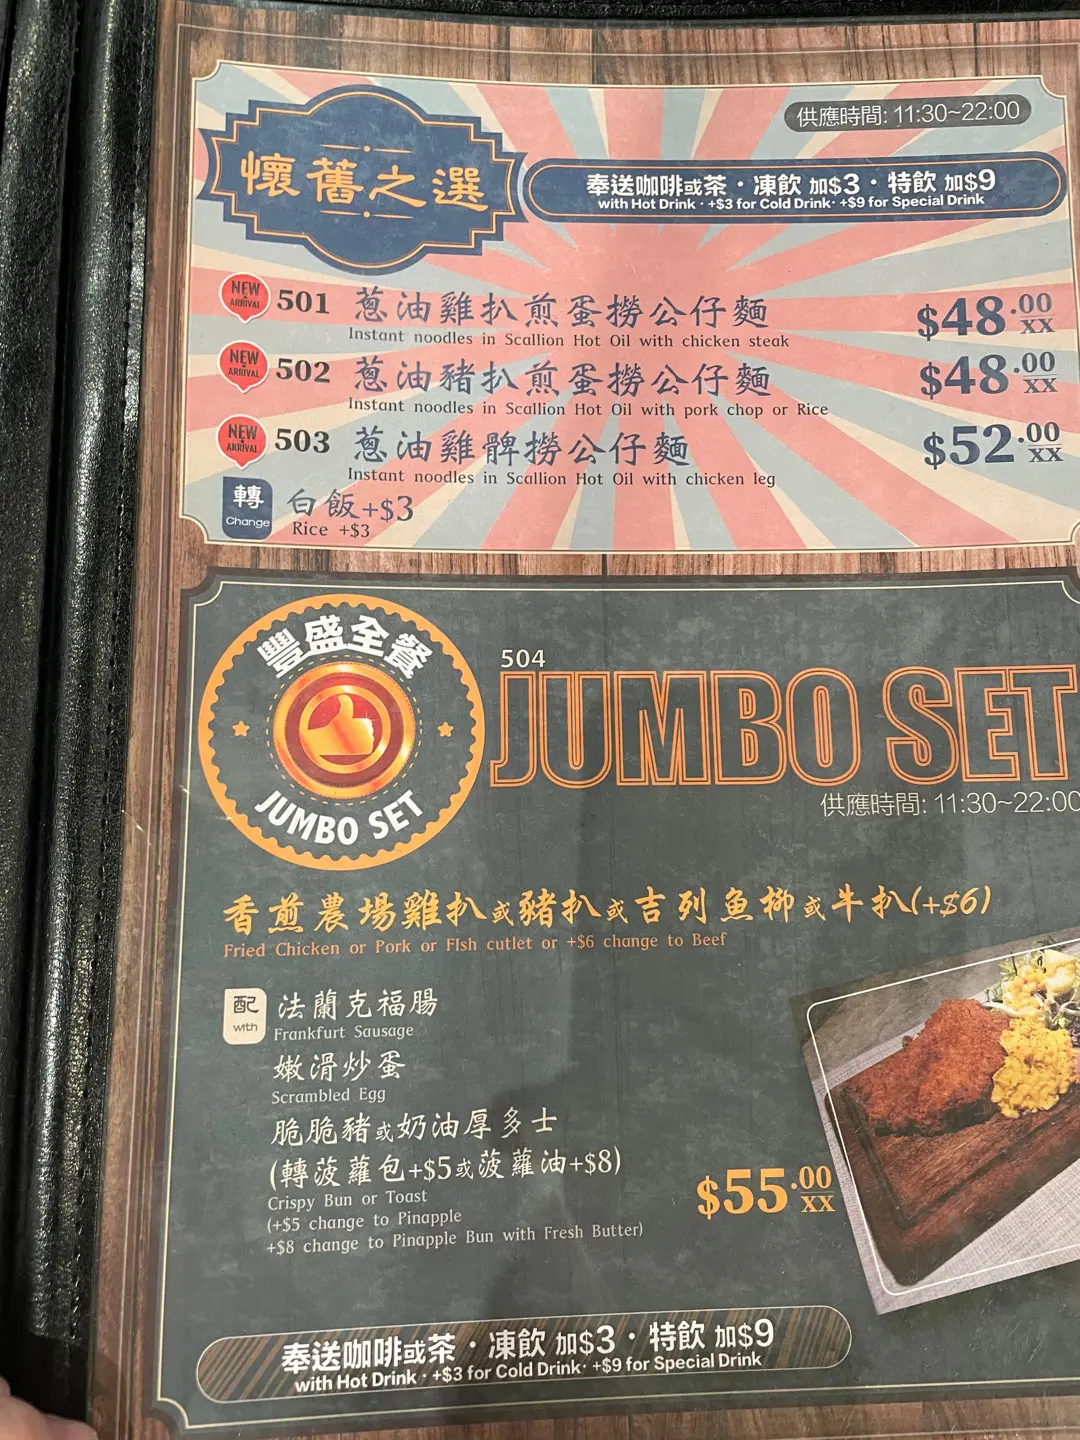 懷舊之選
供應時間: 11:30~22:00
奉送咖啡或茶・凍飲 加$3・特飲 加$9
with Hot Drink・+$3 for Cold Drink・+$9 for Special Drink
NEW ARRIVAL 501 蔥油雞扒煎蛋撈公仔麵 $48.00 XX
Instant noodles in Scallion Hot Oil with chicken steak
NEW ARRIVAL 502 蔥油豬扒煎蛋撈公仔麵 $48.00 XX
Instant noodles in Scallion Hot Oil with pork chop or Rice
NEW ARRIVAL 503 蔥油雞髀撈公仔麵 $52.00 XX
Instant noodles in Scallion Hot Oil with chicken leg
轉 Change 白飯+$3
Rice +$3
豐盛全餐
JUMBO SET
504
JUMBO SET
供應時間: 11:30~22:00
香煎農場雞扒或豬扒或吉列魚柳或牛扒(+$6)
Fried Chicken or Pork or FIsh cutlet or +$6 change to Beef
配 with 法蘭克福腸
Frankfurt Sausage
嫩滑炒蛋
Scrambled Egg
脆脆豬或奶油厚多士
(轉菠蘿包+$5或菠蘿油+$8)
Crispy Bun or Toast
(+$5 change to Pinapple
+$8 change to Pinapple Bun with Fresh Butter)
$55.00 XX
奉送咖啡或茶・凍飲 加$3・特飲 加$9
with Hot Drink・+$3 for Cold Drink・+$9 for Special Drink